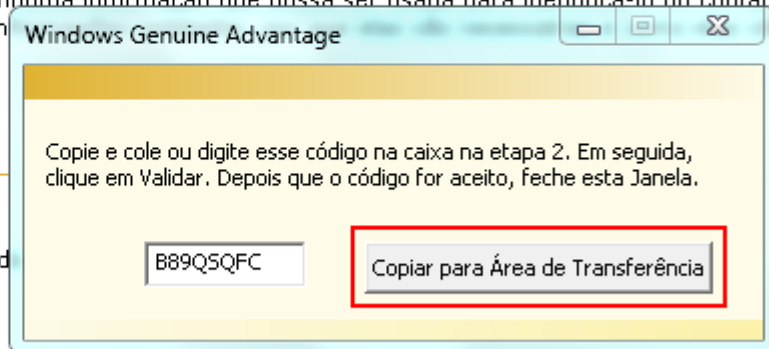 Windows Genuine Advantage
Copie e cole ou digite esse código na caixa na etapa 2. Em seguida,
clique em Validar. Depois que o código for aceito, feche esta Janela.
B89QSQFC
Copiar para Área de Transferência